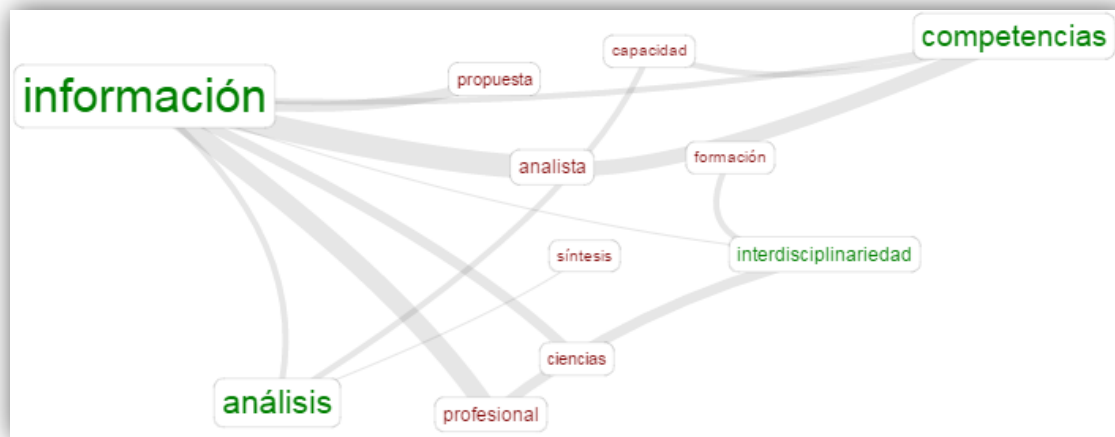 competencias
capacidad
propuesta
información
formación
analista
interdisciplinariedad
síntesis
ciencias
análisis
profesional